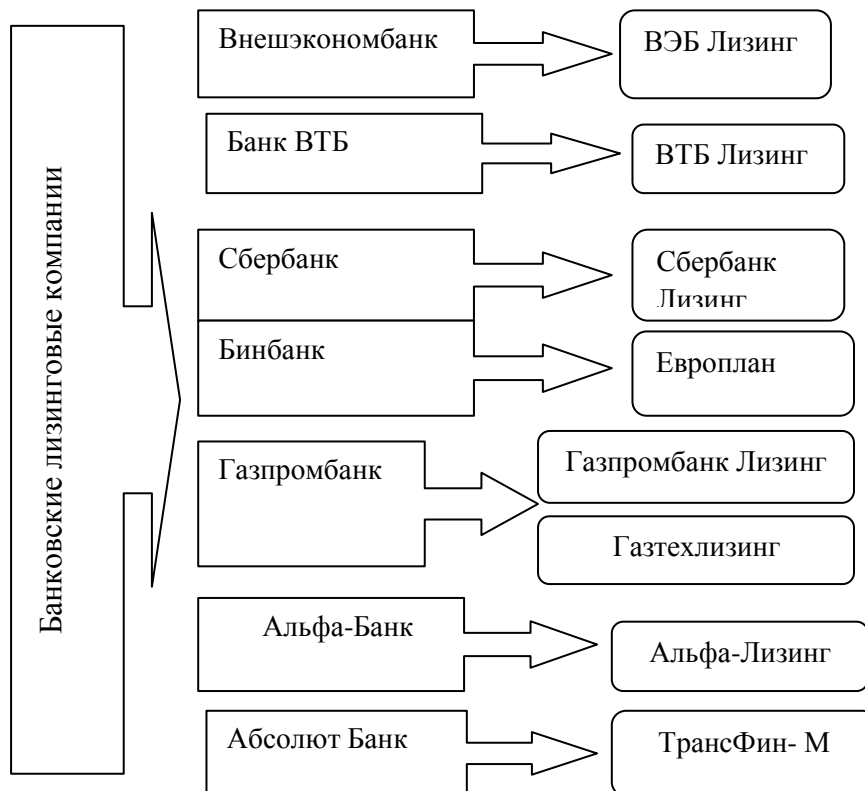 Банковские лизинговые компании
Внешэкономбанк
ВЭБ Лизинг
Банк ВТБ
ВТБ Лизинг
Сбербанк
Сбербанк
Лизинг
Бинбанк
Европлан
Газпромбанк
Газпромбанк Лизинг
Газтехлизинг
Альфа-Банк
Альфа-Лизинг
Абсолют Банк
ТрансФин- М